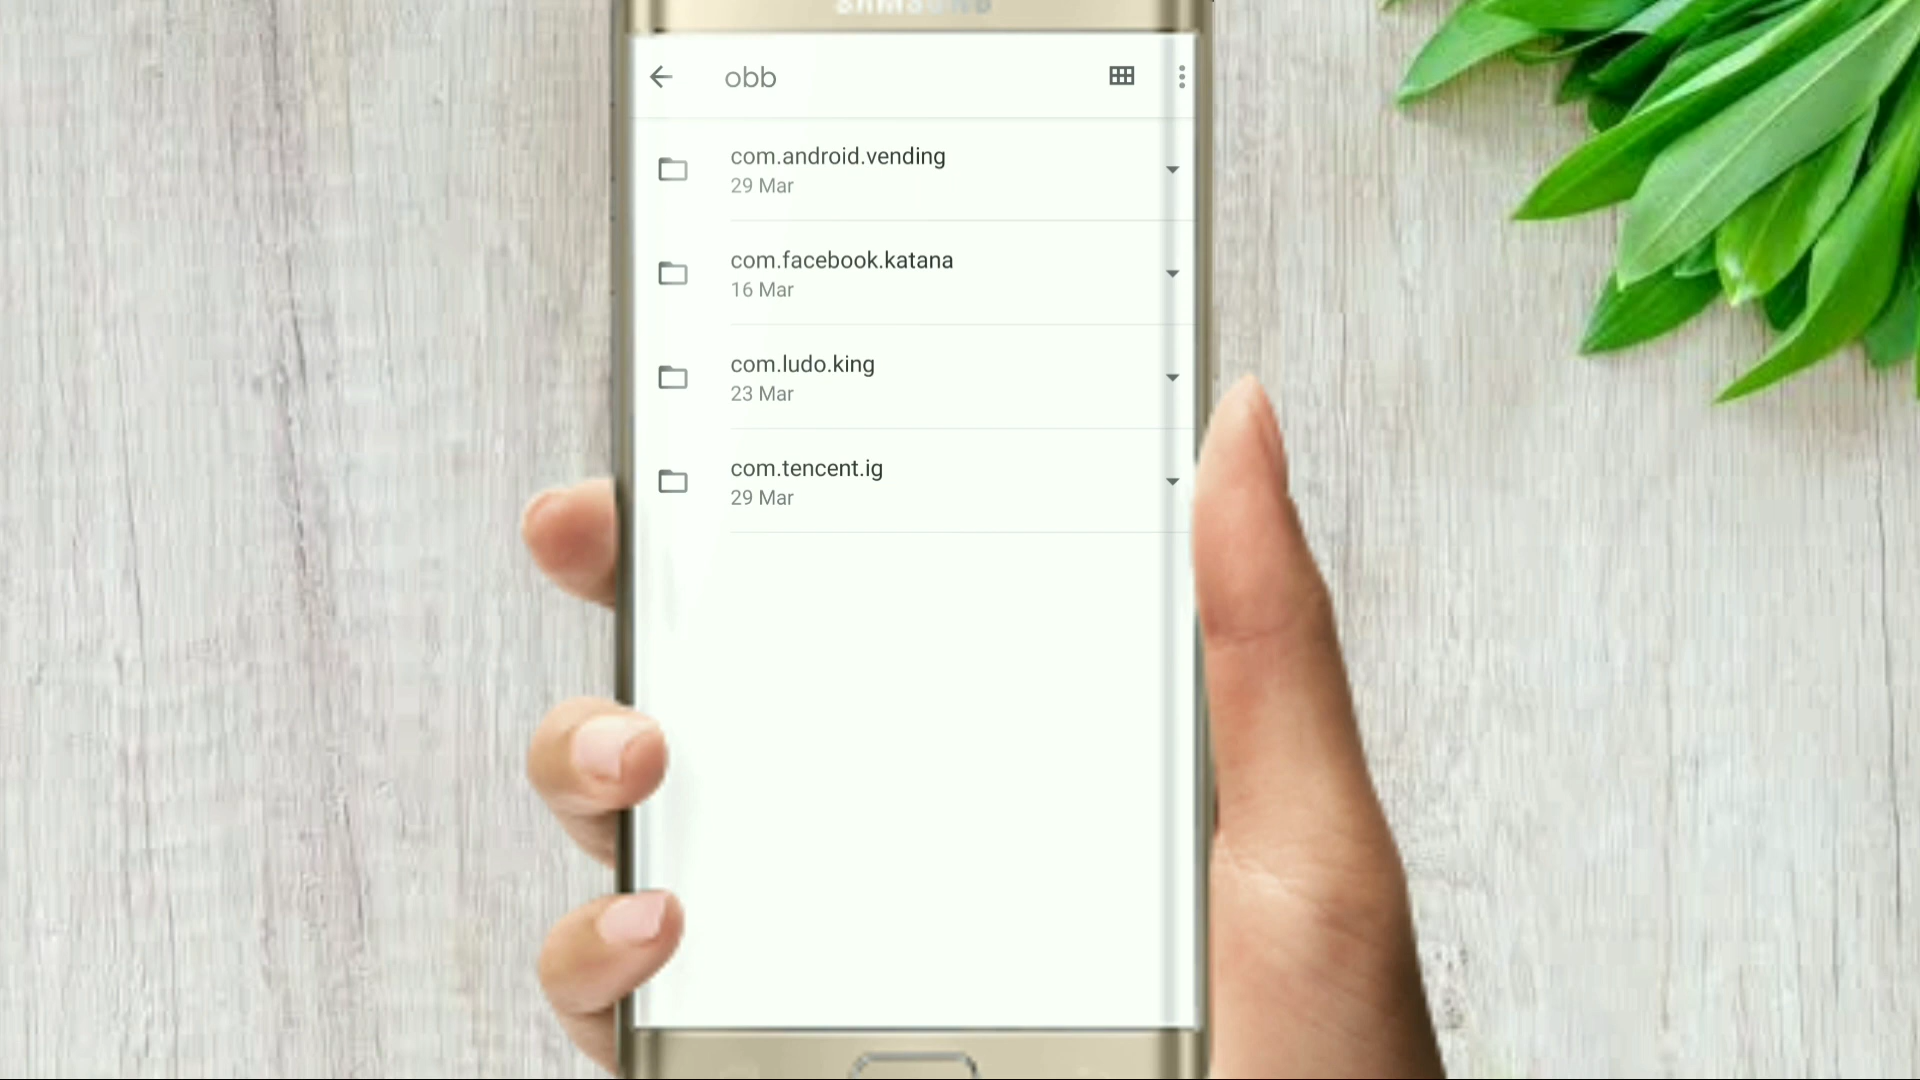 SAMSUNG
obb
com.android.vending
29 Mar
com.facebook.katana
16 Mar
com.ludo.king
23 Mar
com.tencent.ig
29 Mar